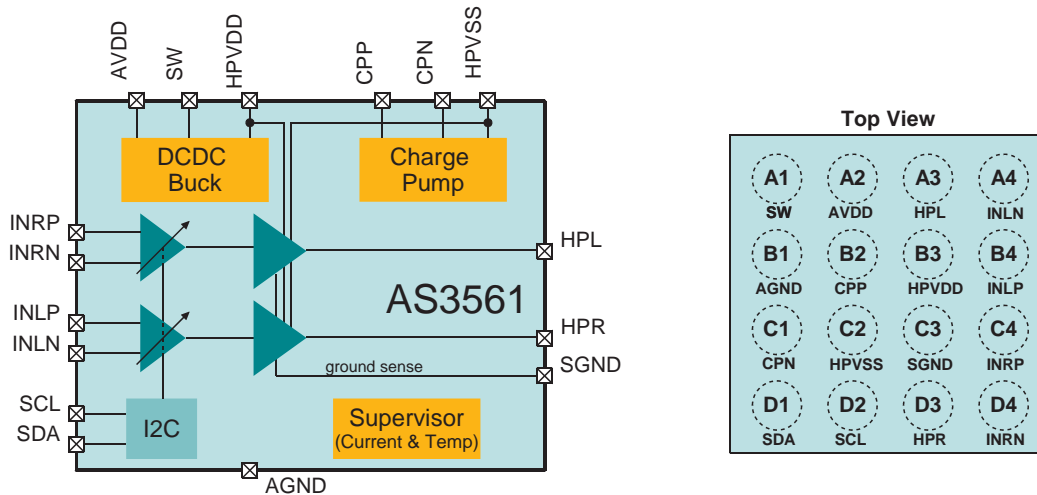 AVDD
SW
HPVDD
CPP
CPN
HPVSS
DCDC
Buck
Charge
Pump
INRP
INRN
HPL
INLP
INLN
AS3561
HPR
ground sense
SGND
SCL
SDA
I2C
Supervisor
(Current & Temp)
AGND
Top View
A1 A2 A3 A4
SW AVDD HPL INLN
B1 B2 B3 B4
AGND CPP HPVDD INLP
C1 C2 C3 C4
CPN HPVSS SGND INRP
D1 D2 D3 D4
SDA SCL HPR INRN